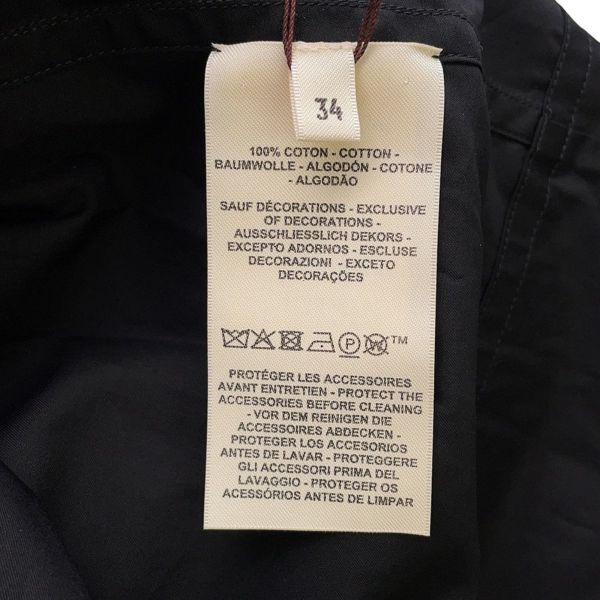 34
100% COTON - COTTON -
BAUMWOLLE - ALGODÓN - COTONE
- ALGODÃO
SAUF DÉCORATIONS - EXCLUSIVE
OF DECORATIONS -
AUSSCHLIESSLICH DEKORS -
EXCEPTO ADORNOS - ESCLUSE
DECORAZIONI - EXCETO
DECORAÇÕES
P W™
PROTÉGER LES ACCESSOIRES
AVANT ENTRETIEN - PROTECT THE
ACCESSORIES BEFORE CLEANING
- VOR DEM REINIGEN DIE
ACCESSOIRES ABDECKEN -
PROTEGER LOS ACCESORIOS
ANTES DE LAVAR - PROTEGGERE
GLI ACCESSORI PRIMA DEL
LAVAGGIO - PROTEGER OS
ACESSÓRIOS ANTES DE LIMPAR